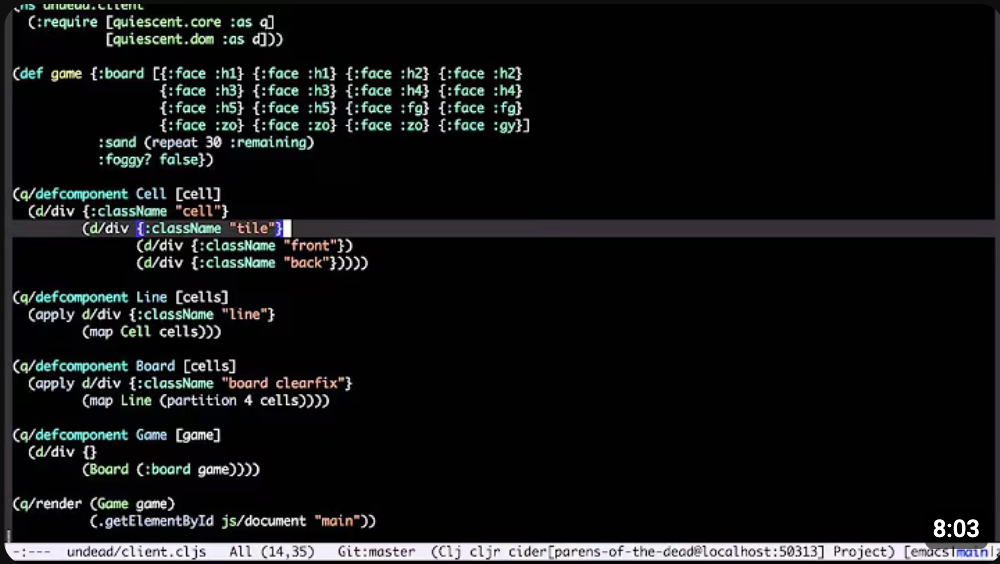 (ns undead.client
  (:require [quiescent.core :as q]
            [quiescent.dom :as d]))

(def game {:board [{:face :h1} {:face :h1} {:face :h2} {:face :h2}
                   {:face :h3} {:face :h3} {:face :h4} {:face :h4}
                   {:face :h5} {:face :h5} {:face :fg} {:face :fg}
                   {:face :zo} {:face :zo} {:face :zo} {:face :gy}]
           :sand (repeat 30 :remaining)
           :foggy? false})

(q/defcomponent Cell [cell]
  (d/div {:className "cell"}
         (d/div {:className "tile"}
                (d/div {:className "front"})
                (d/div {:className "back"}))))

(q/defcomponent Line [cells]
  (apply d/div {:className "line"}
         (map Cell cells)))

(q/defcomponent Board [cells]
  (apply d/div {:className "board clearfix"}
         (map Line (partition 4 cells))))

(q/defcomponent Game [game]
  (d/div {}
         (Board (:board game))))

(q/render (Game game)
          (.getElementById js/document "main"))
8:03
-:---  undead/client.cljs   All (14,35)   Git:master  (Clj cljr cider[parens-of-the-dead@localhost:50313] Project) [emacs|main|